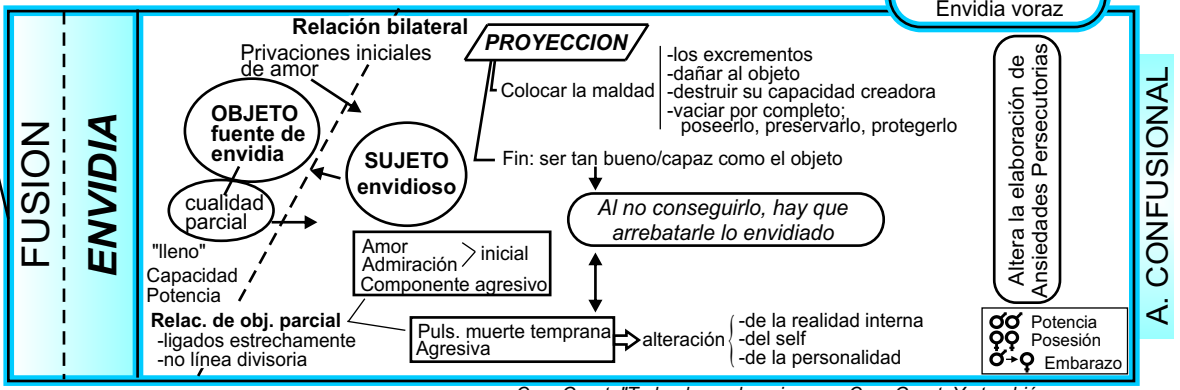 Envidia voraz
FUSION
ENVIDIA
Relación bilateral
Privaciones iniciales
de amor
OBJETO
fuente de
envidia
SUJETO
envidioso
cualidad
parcial
"lleno"
Capacidad
Potencia
Relac. de obj. parcial
-ligados estrechamente
-no línea divisoria
PROYECCION
Colocar la maldad
-los excrementos
-dañar al objeto
-destruir su capacidad creadora
-vaciar por completo;
poseerlo, preservarlo, protegerlo
Fin: ser tan bueno/capaz como el objeto
Al no conseguirlo, hay que
arrebatarle lo envidiado
Amor
Admiración
inicial
Componente agresivo
Puls. muerte temprana
Agresiva
alteración
-de la realidad interna
-del self
-de la personalidad
Altera la elaboración de
Ansiedades Persecutorias
Potencia
Posesión
Embarazo
A. CONFUSIONAL